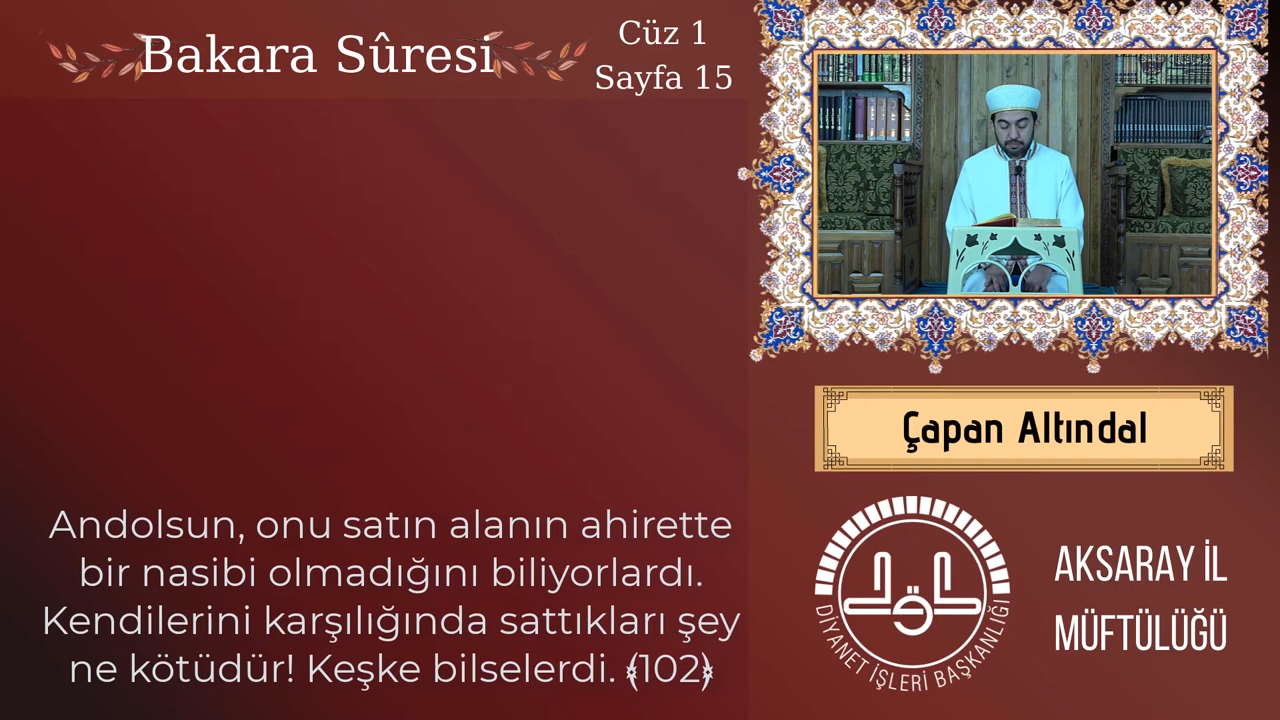 Bakara Sûresi
Cüz 1
Sayfa 15
Çapan Altındal
Andolsun, onu satın alanın ahirette
bir nasibi olmadığını biliyorlardı.
Kendilerini karşılığında sattıkları şey
ne kötüdür! Keşke bilselerdi. ﴾102﴿
DİYANET İŞLERİ BAŞKANLIĞI
AKSARAY İL
MÜFTÜLÜĞÜ